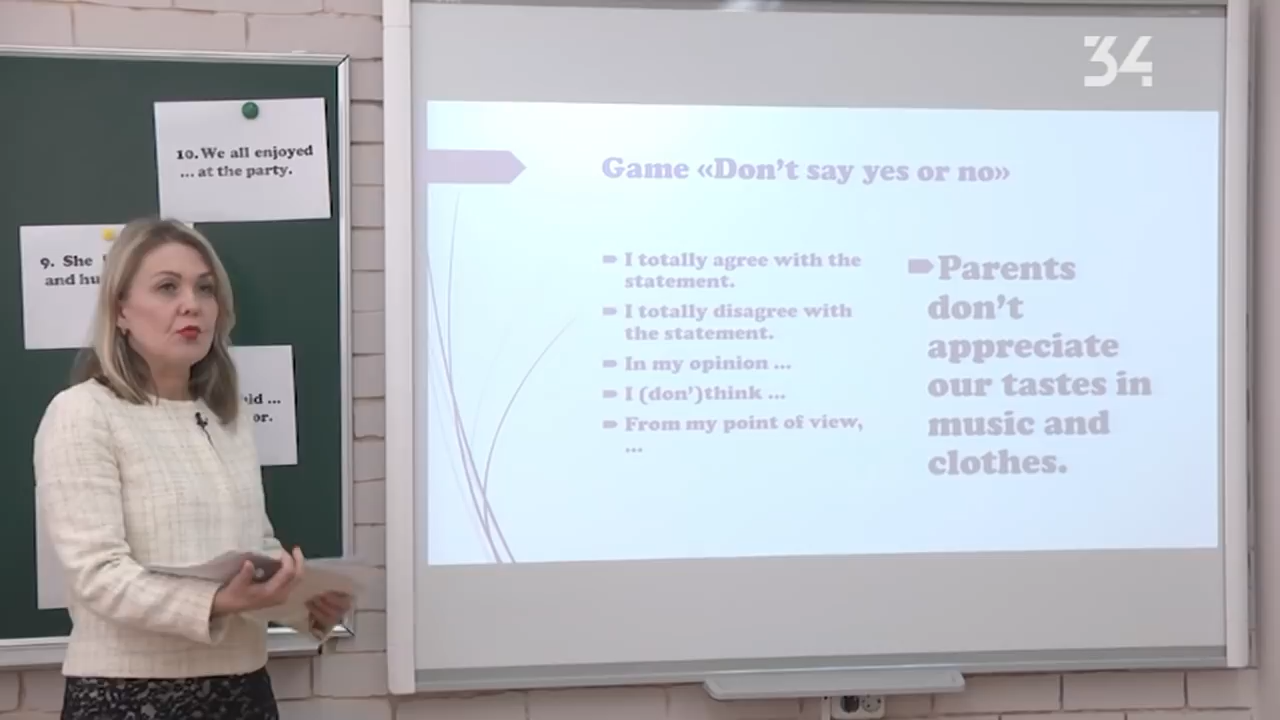 34
10. We all enjoyed
... at the party.
9. She
and
...
or.
Game «Don't say yes or no»
I totally agree with the
statement.
I totally disagree with
the statement.
In my opinion ...
I (don')think ...
From my point of view,
...
Parents
don't
appreciate
our tastes in
music and
clothes.